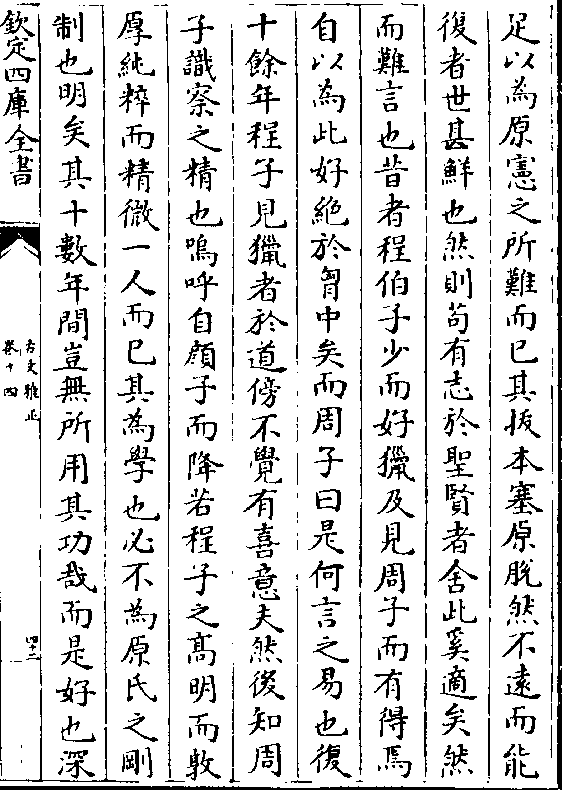 足以為原憲之所難而已其拔本塞原脫然不逺而能
復者世甚鮮也然則茍有志於聖賢者舍此奚適矣然
而難言也昔者程伯子少而好獵及見周子而有得焉
自以為此好絶於胷中矣而周子曰是何言之易也復
十餘年程子見獵者於道傍不覺有喜意夫然後知周
子識察之精也嗚呼自顔子而降若程子之髙明而敦
厚純粹而精微一人而已其為學也必不為原氏之剛
制也明矣其十數年間豈無所用其功哉而是好也深
欽定四庫全書
古文雅正
卷十四
四十二